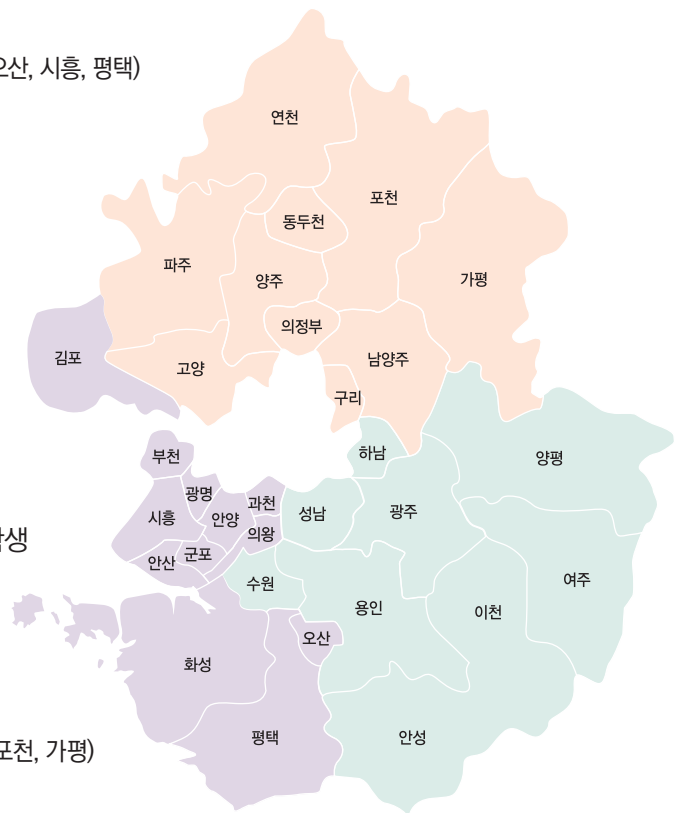 오산, 시흥, 평택)
연천
포천
동두천
파주
양주
가평
의정부
김포
고양
남양주
구리
하남
양평
부천
광명
과천
시흥
안양
성남
광주
의왕
안산
군포
수원
여주
용인
이천
오산
화성
평택
안성
학생
포천, 가평)